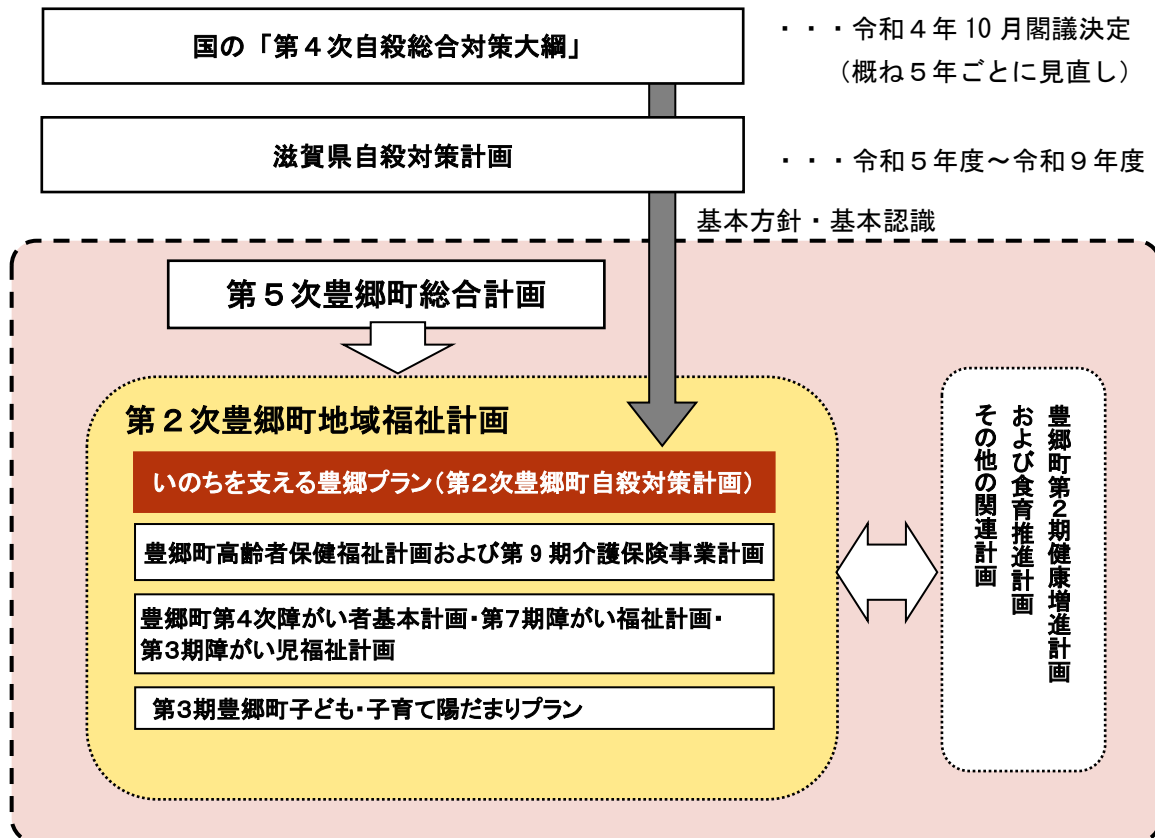 国の「第４次自殺総合対策大綱」
・・・令和４年 10 月閣議決定
（概ね５年ごとに見直し）
滋賀県自殺対策計画
・・・令和５年度～令和９年度
基本方針・基本認識
第５次豊郷町総合計画
第２次豊郷町地域福祉計画
いのちを支える豊郷プラン（第２次豊郷町自殺対策計画）
豊郷町高齢者保健福祉計画および第 9 期介護保険事業計画
豊郷町第４次障がい者基本計画・第７期障がい福祉計画・
第３期障がい児福祉計画
第３期豊郷町子ども・子育て陽だまりプラン
豊郷町第２期健康増進計画
および食育推進計画
その他の関連計画